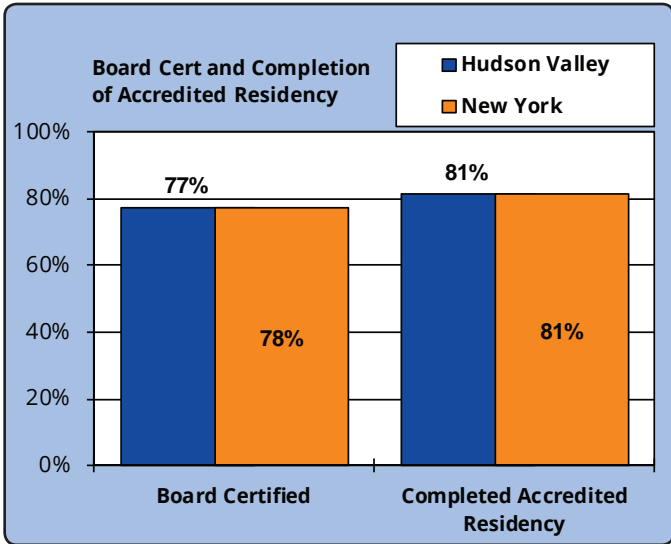 Board Cert and Completion
of Accredited Residency
Hudson Valley
New York
100%
80%
60%
40%
20%
0%
77%
78%
81%
81%
Board Certified
Completed Accredited
Residency